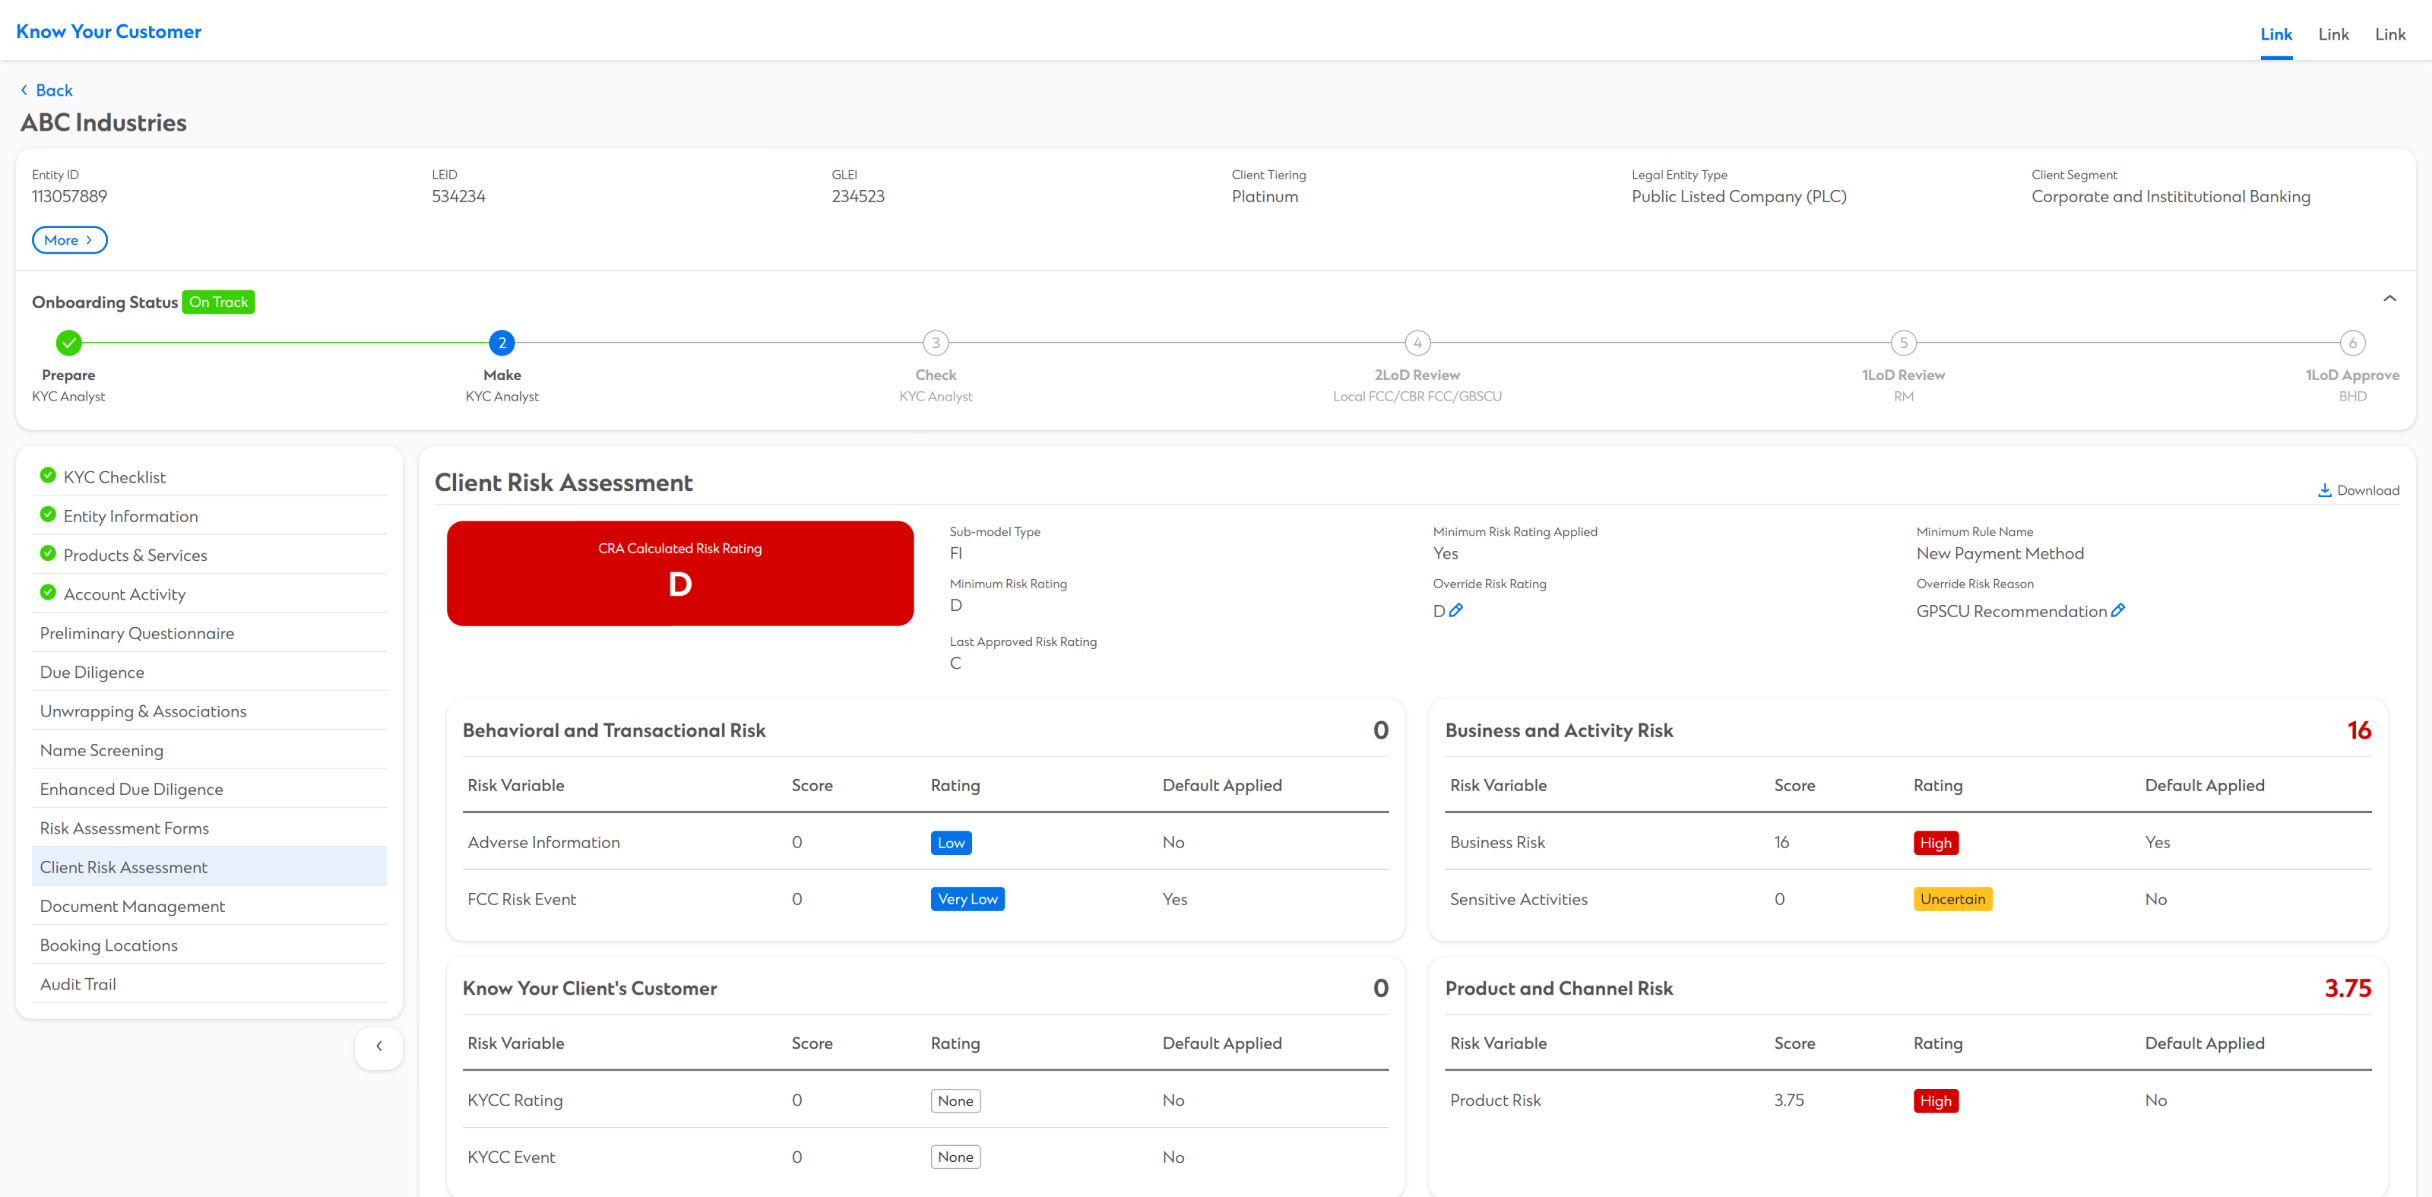 Know Your Customer
Link Link Link
Back
ABC Industries
Entity ID LEID GLEI Client Tiering Legal Entity Type Client Segment
113057889 534234 234523 Platinum Public Listed Company (PLC) Corporate and Instititutional Banking
More
Onboarding Status On Track
2 3 4 5 6
Prepare Make Check 2LoD Review 1LoD Review 1LoD Approve
KYC Analyst KYC Analyst KYC Analyst Local FCC/CBR FCC/GBSCU RM BHD
KYC Checklist
Entity Information
Products & Services
Account Activity
Preliminary Questionnaire
Due Diligence
Unwrapping & Associations
Name Screening
Enhanced Due Diligence
Risk Assessment Forms
Client Risk Assessment
Document Management
Booking Locations
Audit Trail
Client Risk Assessment
Download
CRA Calculated Risk Rating
D
Sub-model Type Minimum Risk Rating Applied Minimum Rule Name
FI Yes New Payment Method
Minimum Risk Rating Override Risk Rating Override Risk Reason
D D GPSCU Recommendation
Last Approved Risk Rating
C
Behavioral and Transactional Risk 0
Risk Variable Score Rating Default Applied
Adverse Information 0 Low No
FCC Risk Event 0 Very Low Yes
Business and Activity Risk 16
Risk Variable Score Rating Default Applied
Business Risk 16 High Yes
Sensitive Activities 0 Uncertain No
Know Your Client's Customer 0
Risk Variable Score Rating Default Applied
KYCC Rating 0 None No
KYCC Event 0 None No
Product and Channel Risk 3.75
Risk Variable Score Rating Default Applied
Product Risk 3.75 High No